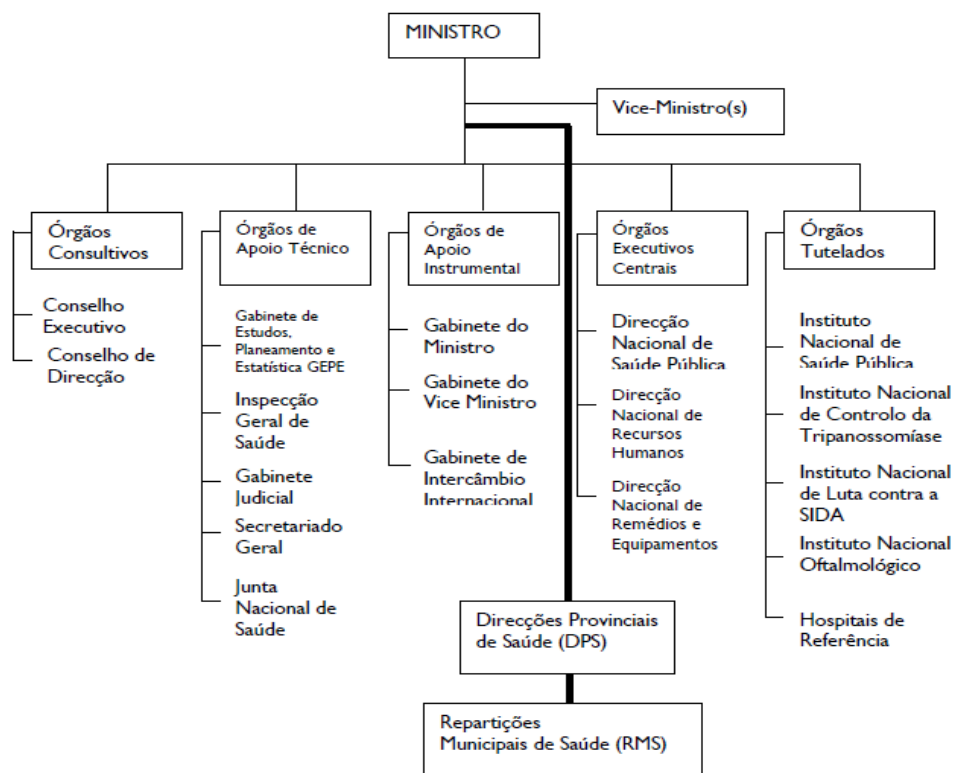 MINISTRO
Vice-Ministro(s)
Órgãos
Consultivos
Conselho
Executivo
Conselho de
Direcção
Órgãos de
Apoio Técnico
Gabinete de
Estudos,
Planeamento e
Estatística GEPE
Inspecção
Geral de
Saúde
Gabinete
Judicial
Secretariado
Geral
Junta
Nacional de
Saúde
Órgãos de
Apoio
Instrumental
Gabinete do
Ministro
Gabinete do
Vice Ministro
Gabinete de
Intercâmbio
Internacional
Órgãos
Executivos
Centrais
Direcção
Nacional de
Saúde Pública
Direcção
Nacional de
Recursos
Humanos
Direcção
Nacional de
Remédios e
Equipamentos
Órgãos
Tutelados
Instituto
Nacional de
Saúde Pública
Instituto Nacional
de Controlo da
Tripanossomíase
Instituto Nacional
de Luta contra a
SIDA
Instituto Nacional
Oftalmológico
Hospitais de
Referência
Direcções Provinciais
de Saúde (DPS)
Repartições
Municipais de Saúde (RMS)